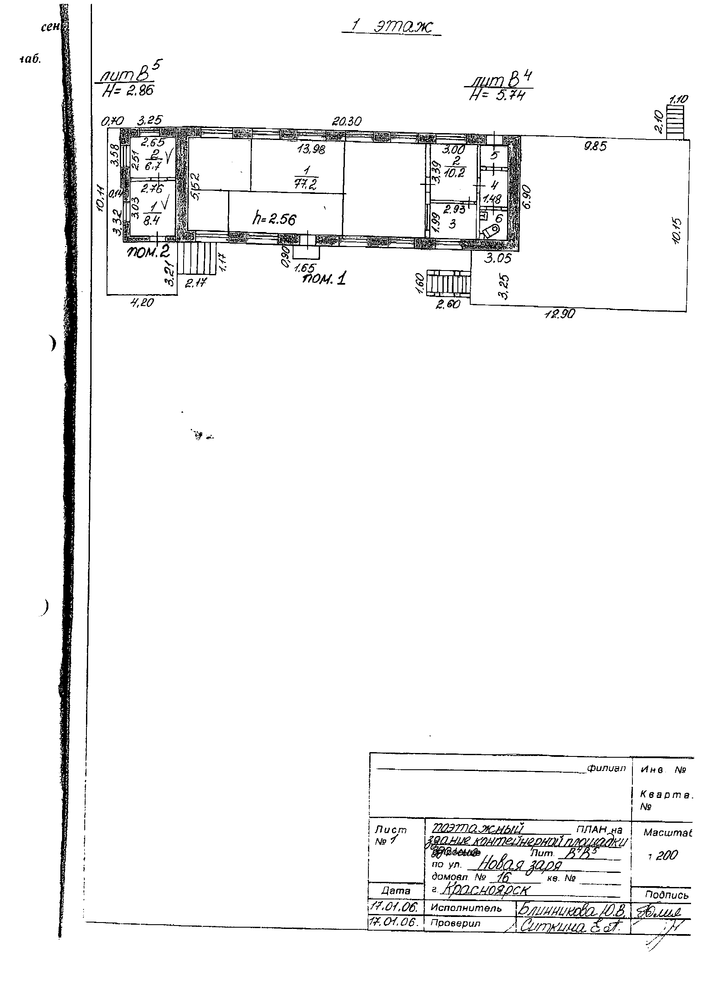 сен
1 этаж
лит В⁵
H= 2.86
лит В⁴
H= 5.74
1.10
2.10
0,70
3.25
20.30
9.85
2.65
3.58
2.51
2
6.7
13,98
3.00
2
10.2
3,39
5
1
77.2
5,52
4
10,11
0,14
2,76
1.48
6.90
3.03
1
8.4
3,32
h= 2.56
2.93
1,99
3
6
10.15
пом. 2
3.21
2.17
1,17
0,90
1.65
пом. 1
3.05
1.60
2.60
3,25
4,20
12.90
филиал
Инв. №
Кварта.
№
Лист
№ 1
поэтажный ПЛАН на
здание контейнерной площадки
Лит. В⁴В⁵
по ул. Новая заря
домовл. № 16 кв. №
г. Красноярск
Масштаб
1 200
Дата
Подпись
17.01.06. Исполнитель Блинникова Ю.В.
17.01.06. Проверил Ситкина Е.А.